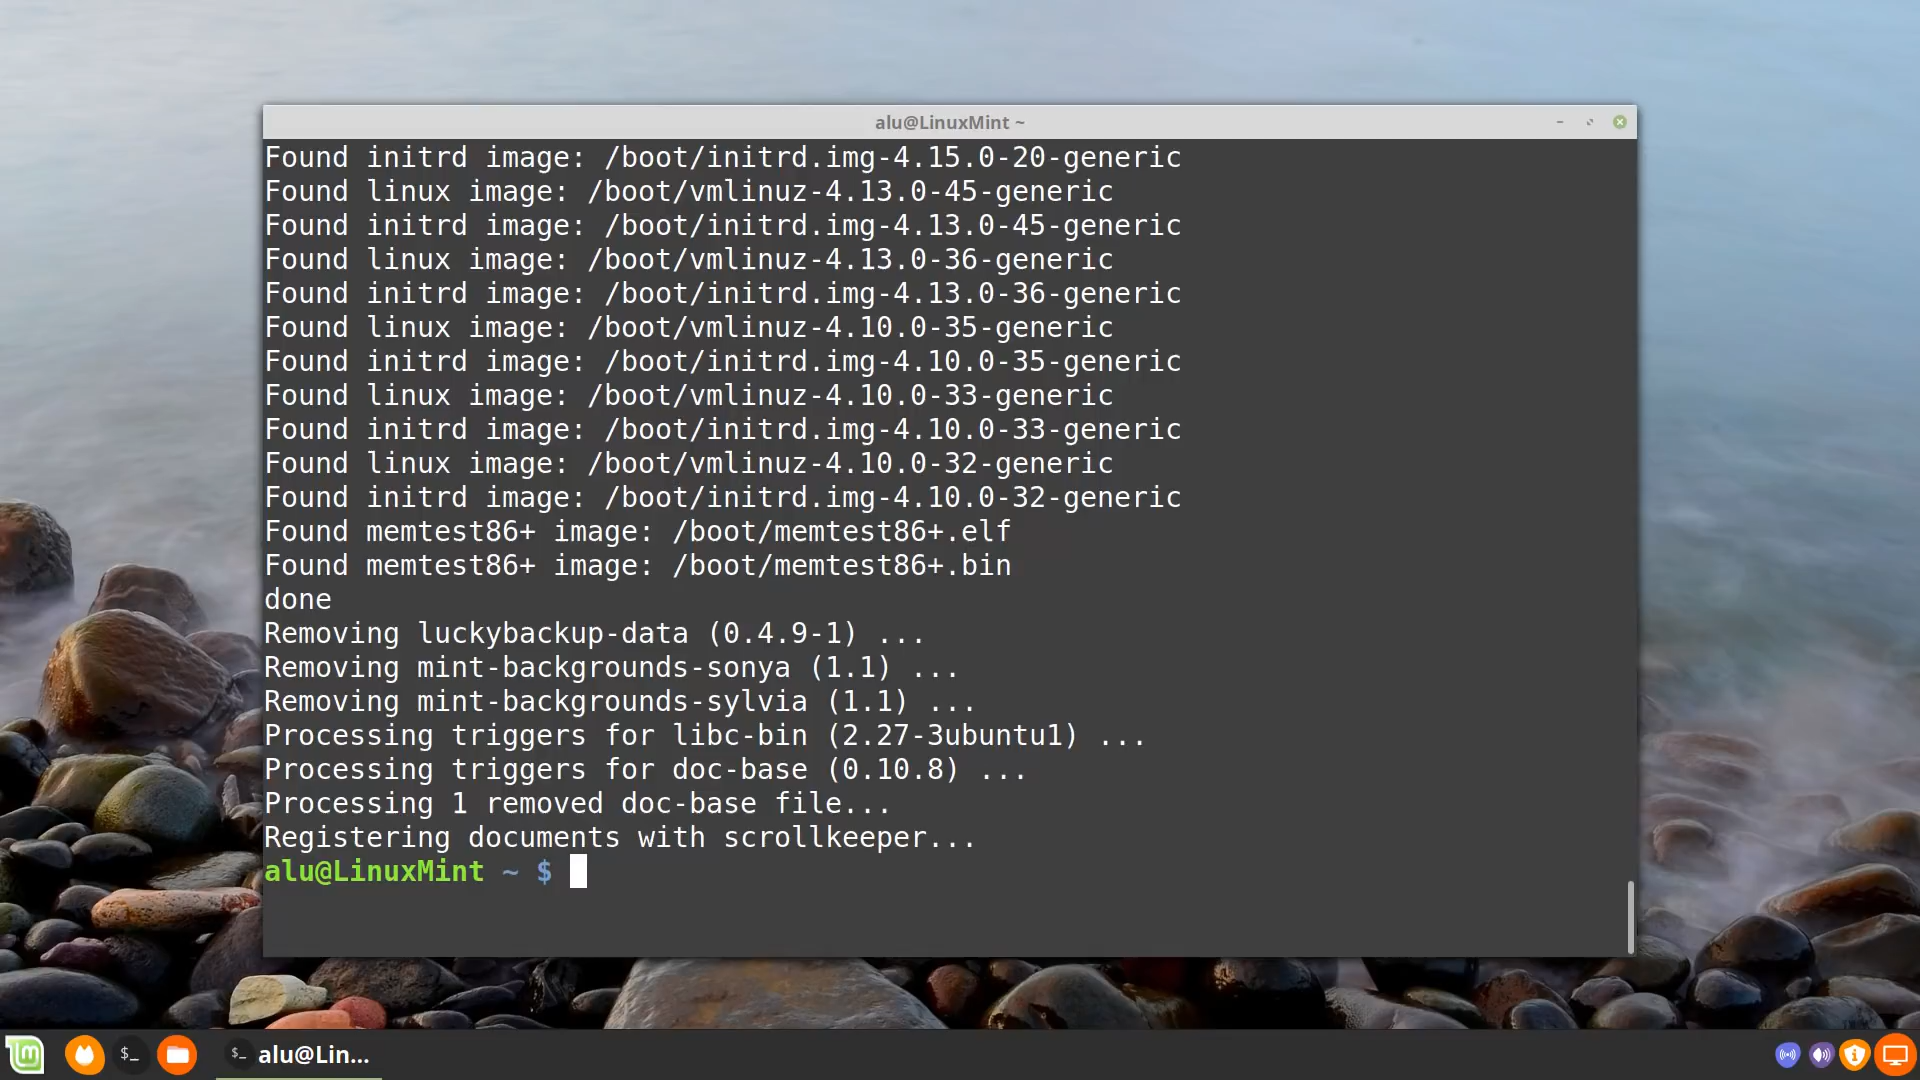 alu@LinuxMint ~
Found initrd image: /boot/initrd.img-4.15.0-20-generic
Found linux image: /boot/vmlinuz-4.13.0-45-generic
Found initrd image: /boot/initrd.img-4.13.0-45-generic
Found linux image: /boot/vmlinuz-4.13.0-36-generic
Found initrd image: /boot/initrd.img-4.13.0-36-generic
Found linux image: /boot/vmlinuz-4.10.0-35-generic
Found initrd image: /boot/initrd.img-4.10.0-35-generic
Found linux image: /boot/vmlinuz-4.10.0-33-generic
Found initrd image: /boot/initrd.img-4.10.0-33-generic
Found linux image: /boot/vmlinuz-4.10.0-32-generic
Found initrd image: /boot/initrd.img-4.10.0-32-generic
Found memtest86+ image: /boot/memtest86+.elf
Found memtest86+ image: /boot/memtest86+.bin
done
Removing luckybackup-data (0.4.9-1) ...
Removing mint-backgrounds-sonya (1.1) ...
Removing mint-backgrounds-sylvia (1.1) ...
Processing triggers for libc-bin (2.27-3ubuntu1) ...
Processing triggers for doc-base (0.10.8) ...
Processing 1 removed doc-base file...
Registering documents with scrollkeeper...
alu@LinuxMint ~ $
$_ $_ alu@Lin...